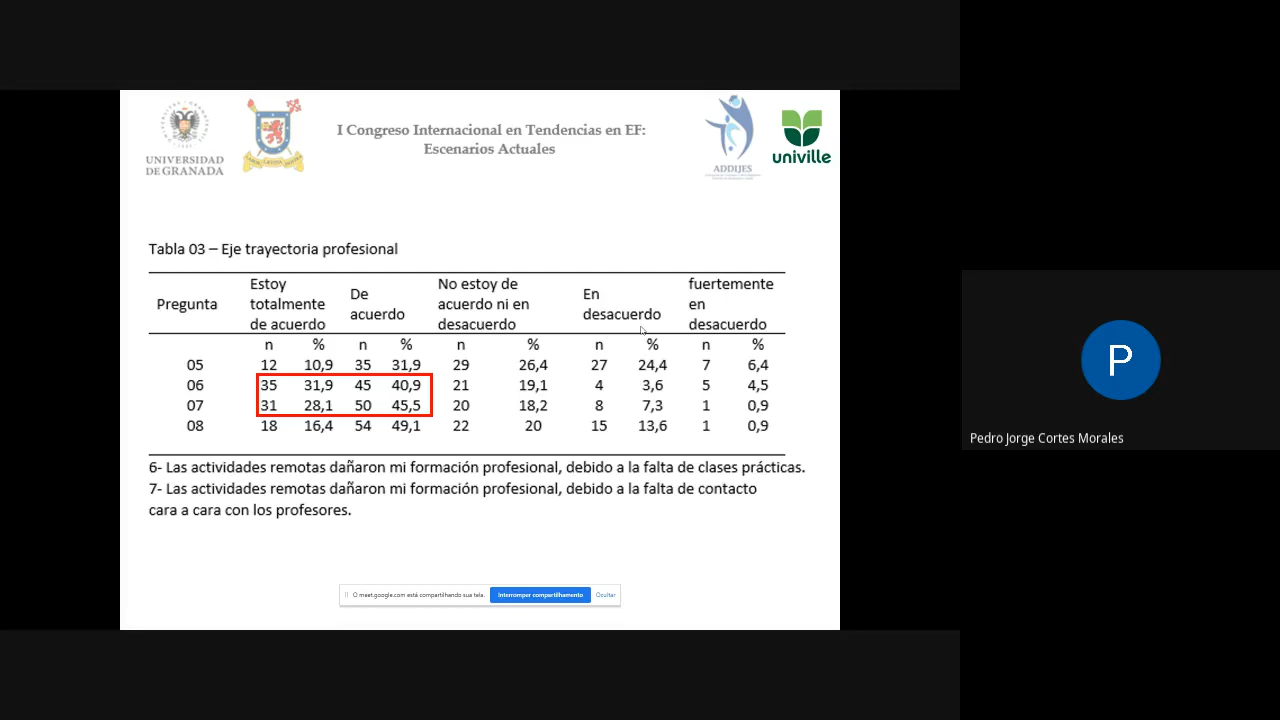 UNIVERSIDAD
DE GRANADA
I Congreso Internacional en Tendencias en EF:
Escenarios Actuales
ADDIJES
univille
Tabla 03 – Eje trayectoria profesional
Pregunta Estoy totalmente de acuerdo De acuerdo No estoy de acuerdo ni en desacuerdo En desacuerdo fuertemente en desacuerdo
n % n % n % n % n %
05 12 10,9 35 31,9 29 26,4 27 24,4 7 6,4
06 35 31,9 45 40,9 21 19,1 4 3,6 5 4,5
07 31 28,1 50 45,5 20 18,2 8 7,3 1 0,9
08 18 16,4 54 49,1 22 20 15 13,6 1 0,9
6- Las actividades remotas dañaron mi formación profesional, debido a la falta de clases prácticas.
7- Las actividades remotas dañaron mi formación profesional, debido a la falta de contacto
cara a cara con los profesores.
O meet.google.com está compartilhando sua tela. Interromper compartilhamento Ocultar
P
Pedro Jorge Cortes Morales